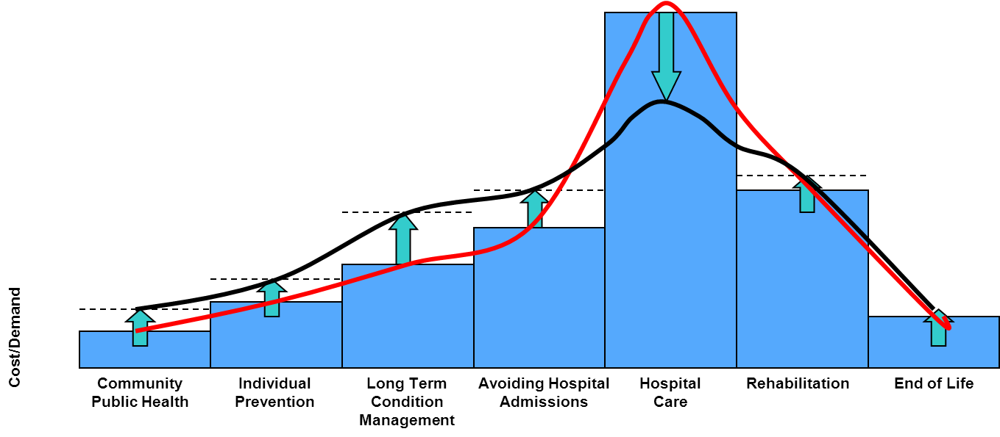 Cost/Demand
Community
Public Health
Individual
Prevention
Long Term
Condition
Management
Avoiding Hospital
Admissions
Hospital
Care
Rehabilitation
End of Life